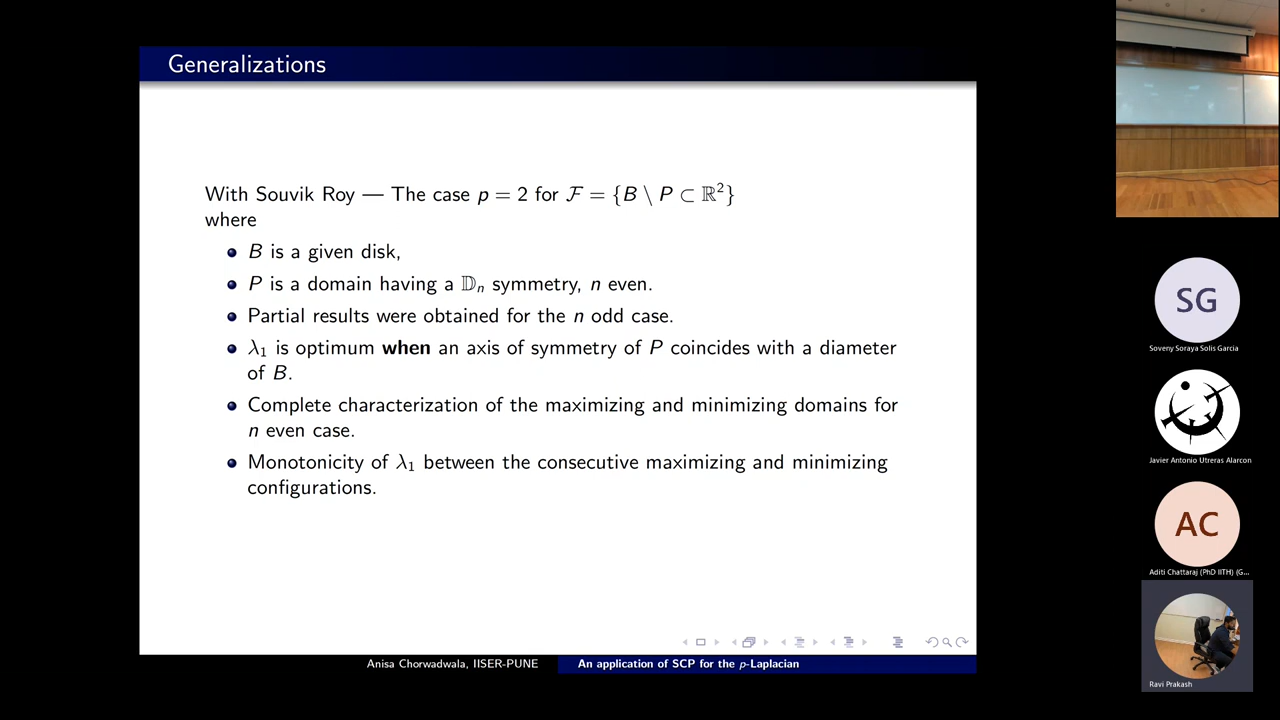 Generalizations
With Souvik Roy — The case p = 2 for ℱ = {B \ P ⊂ ℝ²}
where
B is a given disk,
P is a domain having a 𝔻ₙ symmetry, n even.
Partial results were obtained for the n odd case.
λ₁ is optimum when an axis of symmetry of P coincides with a diameter
of B.
Complete characterization of the maximizing and minimizing domains for
n even case.
Monotonicity of λ₁ between the consecutive maximizing and minimizing
configurations.
Anisa Chorwadwala, IISER-PUNE
An application of SCP for the p-Laplacian
SG
Soveny Soraya Solis Garcia
Javier Antonio Utreras Alarcon
AC
Aditi Chattaraj (PhD IITH) (G...
Ravi Prakash